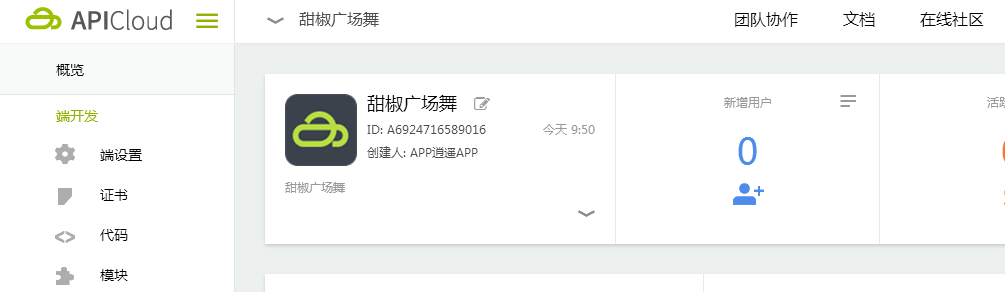 APICloud
甜椒广场舞
团队协作
文档
在线社区
概览
端开发
端设置
证书
代码
模块
甜椒广场舞
ID: A6924716589016
今天 9:50
创建人: APP逍遥APP
甜椒广场舞
新增用户
0